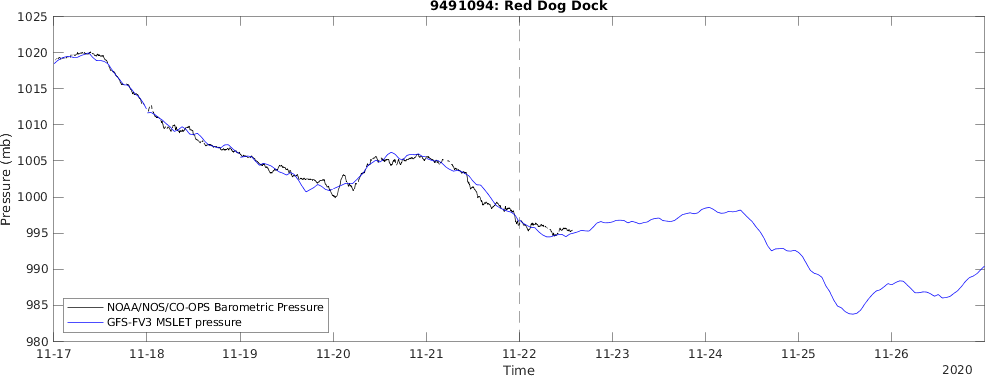 9491094: Red Dog Dock
1025
1020
1015
1010
1005
1000
995
990
985
980
Pressure (mb)
NOAA/NOS/CO-OPS Barometric Pressure
GFS-FV3 MSLET pressure
11-17 11-18 11-19 11-20 11-21 11-22 11-23 11-24 11-25 11-26
Time
2020